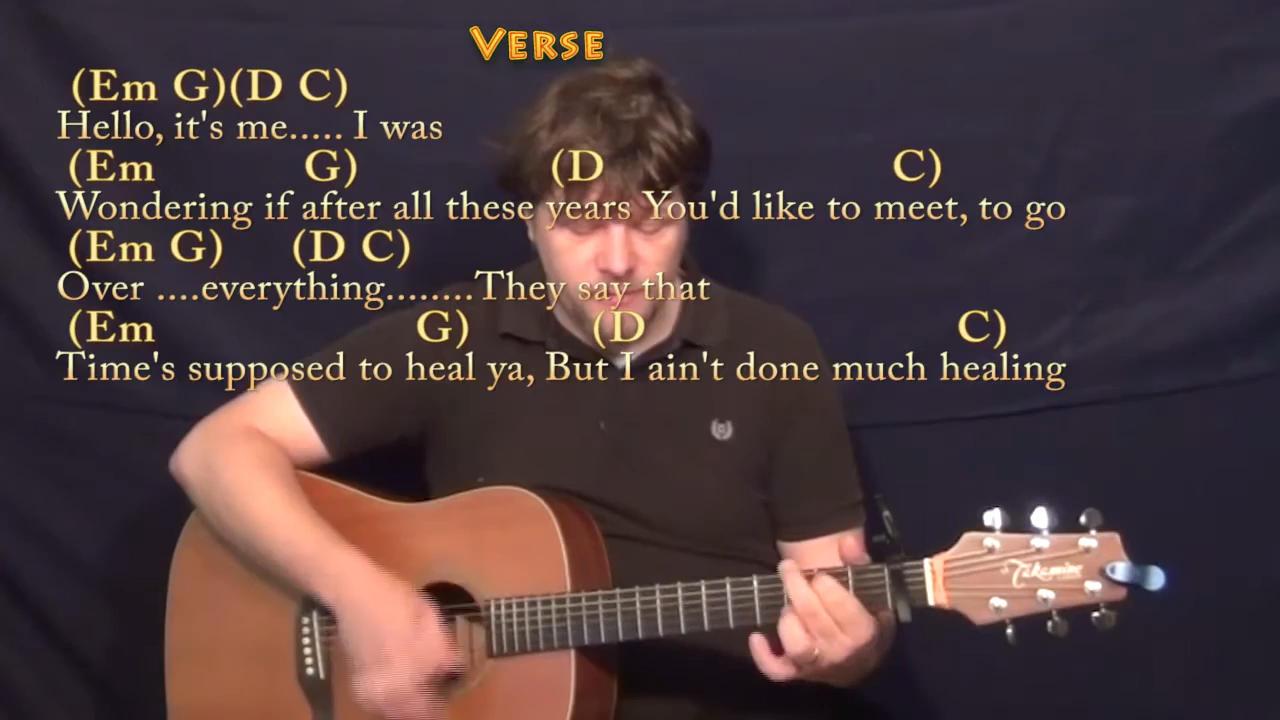 Verse
(Em G)(D C)
Hello, it's me..... I was
(Em G) (D C)
Wondering if after all these years You'd like to meet, to go
(Em G) (D C)
Over ....everything........They say that
(Em G) (D C)
Time's supposed to heal ya, But I ain't done much healing
Takamine